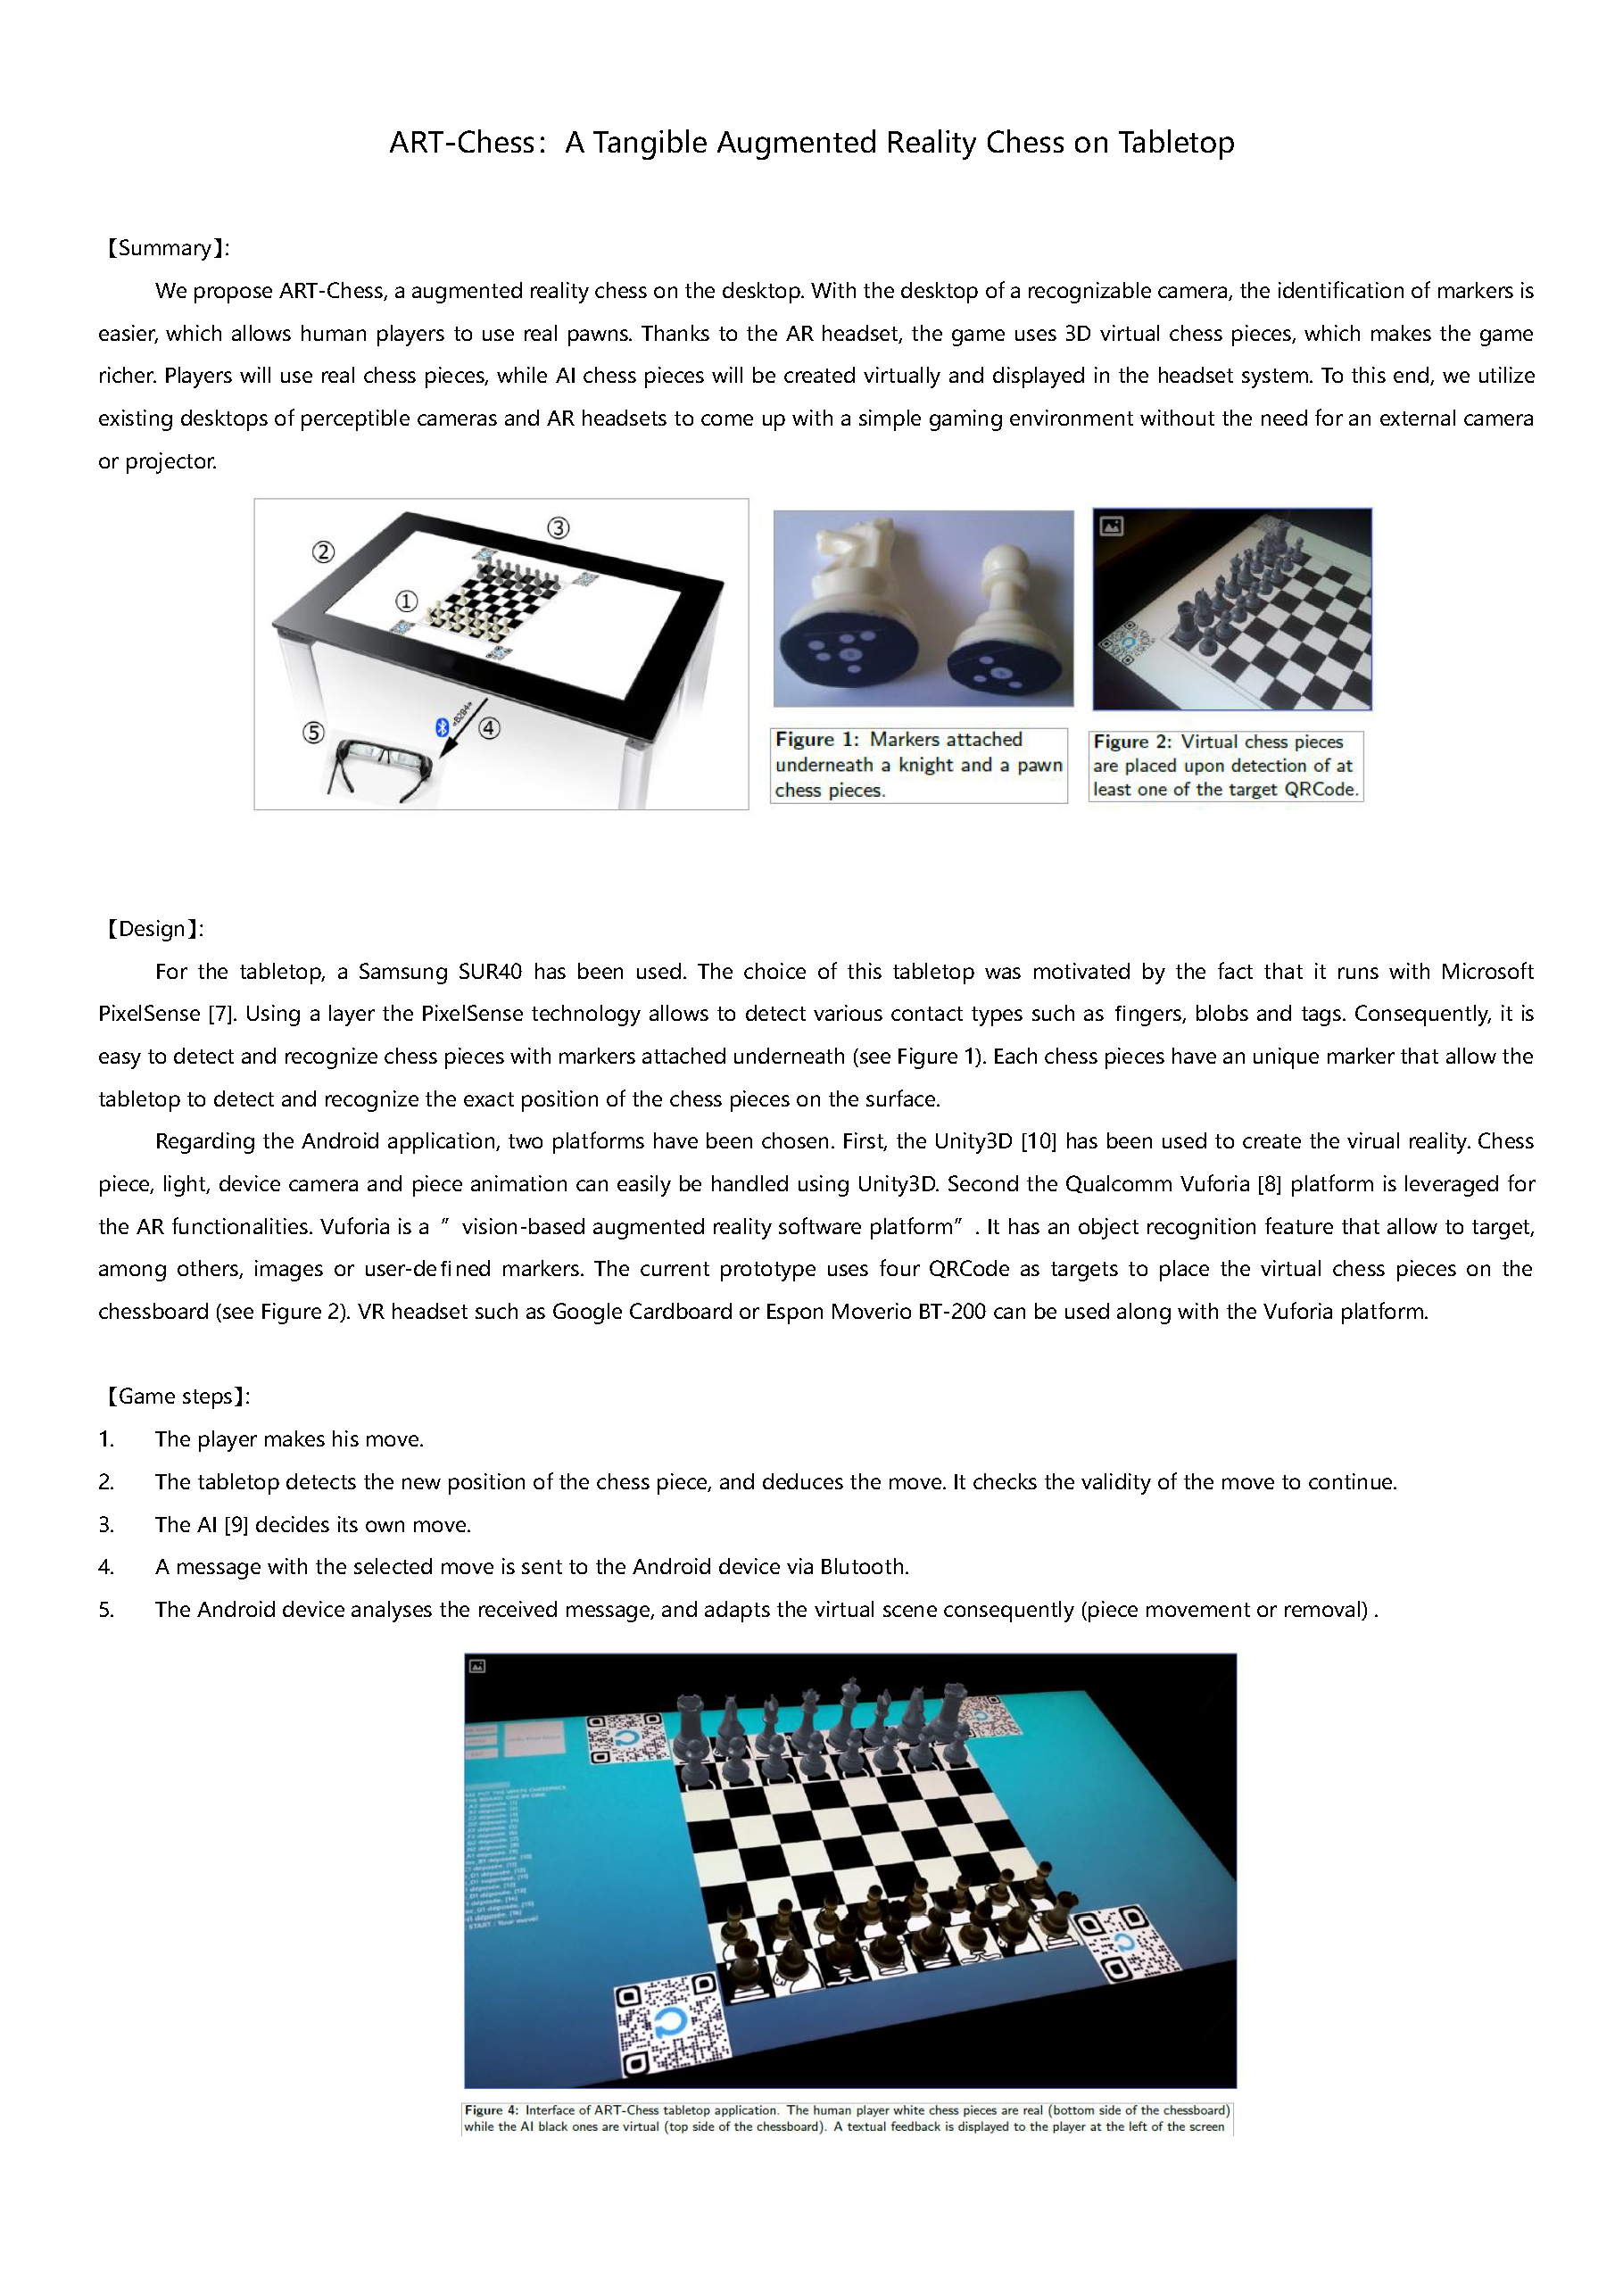 ART-Chess：A Tangible Augmented Reality Chess on Tabletop
【Summary】:
We propose ART-Chess, a augmented reality chess on the desktop. With the desktop of a recognizable camera, the identification of markers is
easier, which allows human players to use real pawns. Thanks to the AR headset, the game uses 3D virtual chess pieces, which makes the game
richer. Players will use real chess pieces, while AI chess pieces will be created virtually and displayed in the headset system. To this end, we utilize
existing desktops of perceptible cameras and AR headsets to come up with a simple gaming environment without the need for an external camera
or projector.
③
②
①
⑤
«B2B4»
④
Figure 1: Markers attached
underneath a knight and a pawn
chess pieces.
Figure 2: Virtual chess pieces
are placed upon detection of at
least one of the target QRCode.
【Design】:
For the tabletop, a Samsung SUR40 has been used. The choice of this tabletop was motivated by the fact that it runs with Microsoft
PixelSense [7]. Using a layer the PixelSense technology allows to detect various contact types such as fingers, blobs and tags. Consequently, it is
easy to detect and recognize chess pieces with markers attached underneath (see Figure 1). Each chess pieces have an unique marker that allow the
tabletop to detect and recognize the exact position of the chess pieces on the surface.
Regarding the Android application, two platforms have been chosen. First, the Unity3D [10] has been used to create the virual reality. Chess
piece, light, device camera and piece animation can easily be handled using Unity3D. Second the Qualcomm Vuforia [8] platform is leveraged for
the AR functionalities. Vuforia is a ” vision-based augmented reality software platform” . It has an object recognition feature that allow to target,
among others, images or user-defined markers. The current prototype uses four QRCode as targets to place the virtual chess pieces on the
chessboard (see Figure 2). VR headset such as Google Cardboard or Espon Moverio BT-200 can be used along with the Vuforia platform.
【Game steps】:
1. The player makes his move.
2. The tabletop detects the new position of the chess piece, and deduces the move. It checks the validity of the move to continue.
3. The AI [9] decides its own move.
4. A message with the selected move is sent to the Android device via Blutooth.
5. The Android device analyses the received message, and adapts the virtual scene consequently (piece movement or removal) .
START : Your move!
Figure 4: Interface of ART-Chess tabletop application. The human player white chess pieces are real (bottom side of the chessboard)
while the AI black ones are virtual (top side of the chessboard). A textual feedback is displayed to the player at the left of the screen